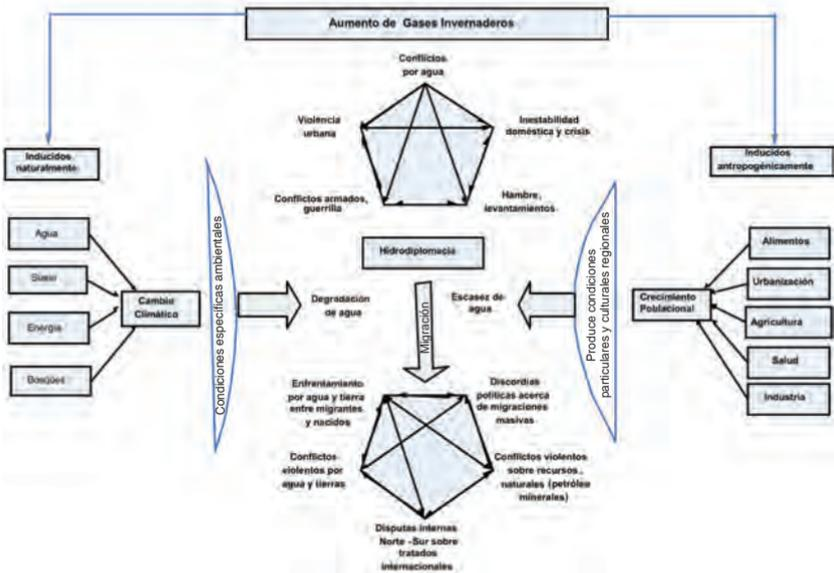 Aumento de Gases Invernaderos
Conflictos
por agua
Violencia
urbana
Inestabilidad
doméstica y crisis
Inducidos
naturalmente
Inducidos
antropogénicamente
Conflictos armados,
guerrilla
Hambre,
levantamientos
Agua
Suelo
Energía
Bosques
Cambio
Climático
Condiciones específicas ambientales
Hidrodiplomacia
Degradación
de agua
Migración
Escasez de
agua
Produce condiciones
particulares y culturales regionales
Crecimiento
Poblacional
Alimentos
Urbanización
Agricultura
Salud
Industria
Enfrentamiento
por agua y tierra
entre migrantes
y nacidos
Discordias
políticas acerca
de migraciones
masivas
Conflictos
violentos por
agua y tierras
Conflictos violentos
sobre recursos
naturales (petróleo
minerales)
Disputas internas
Norte -Sur sobre
tratados
internacionales